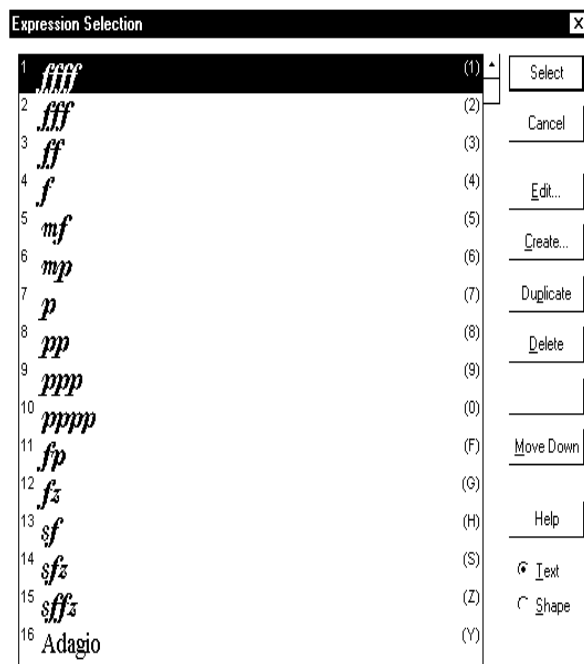 Expression Selection X
1 ffff (1)
2 fff (2)
3 ff (3)
4 f (4)
5 mf (5)
6 mp (6)
7 p (7)
8 pp (8)
9 ppp (9)
10 pppp (0)
11 fp (F)
12 fz (G)
13 sf (H)
14 sfz (S)
15 sffz (Z)
16 Adagio (Y)
Select
Cancel
Edit...
Create...
Duplicate
Delete
Move Down
Help
Text
Shape